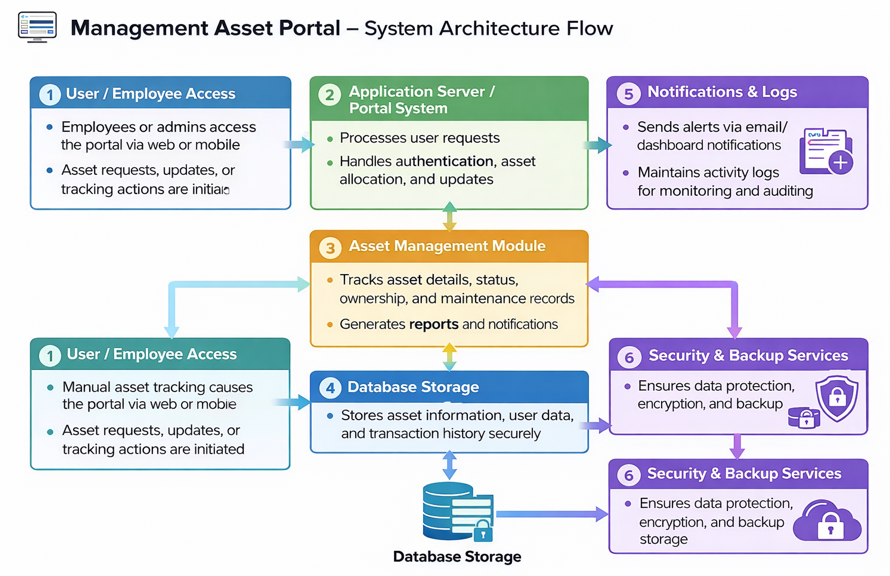 Management Asset Portal – System Architecture Flow
1 User / Employee Access
Employees or admins access
the portal via web or mobile
Asset requests, updates, or
tracking actions are
2 Application Server /
Portal System
Processes user requests
Handles authentication, asset
allocation, and updates
5 Notifications & Logs
Sends alerts via email/
dashboard notifications
Maintains activity logs
for monitoring and auditing
3 Asset Management Module
Tracks asset details, status,
ownership, and maintenance records
Generates reports and notifications
1 User / Employee Access
Manual asset tracking causes
the portal via web or mobile
Asset requests, updates, or
tracking actions are initiated
4 Database Storage
Stores asset information, user data,
and transaction history securely
Database Storage
6 Security & Backup Services
Ensures data protection,
encryption, and backup
6 Security & Backup Services
Ensures data protection,
encryption, and backup
storage